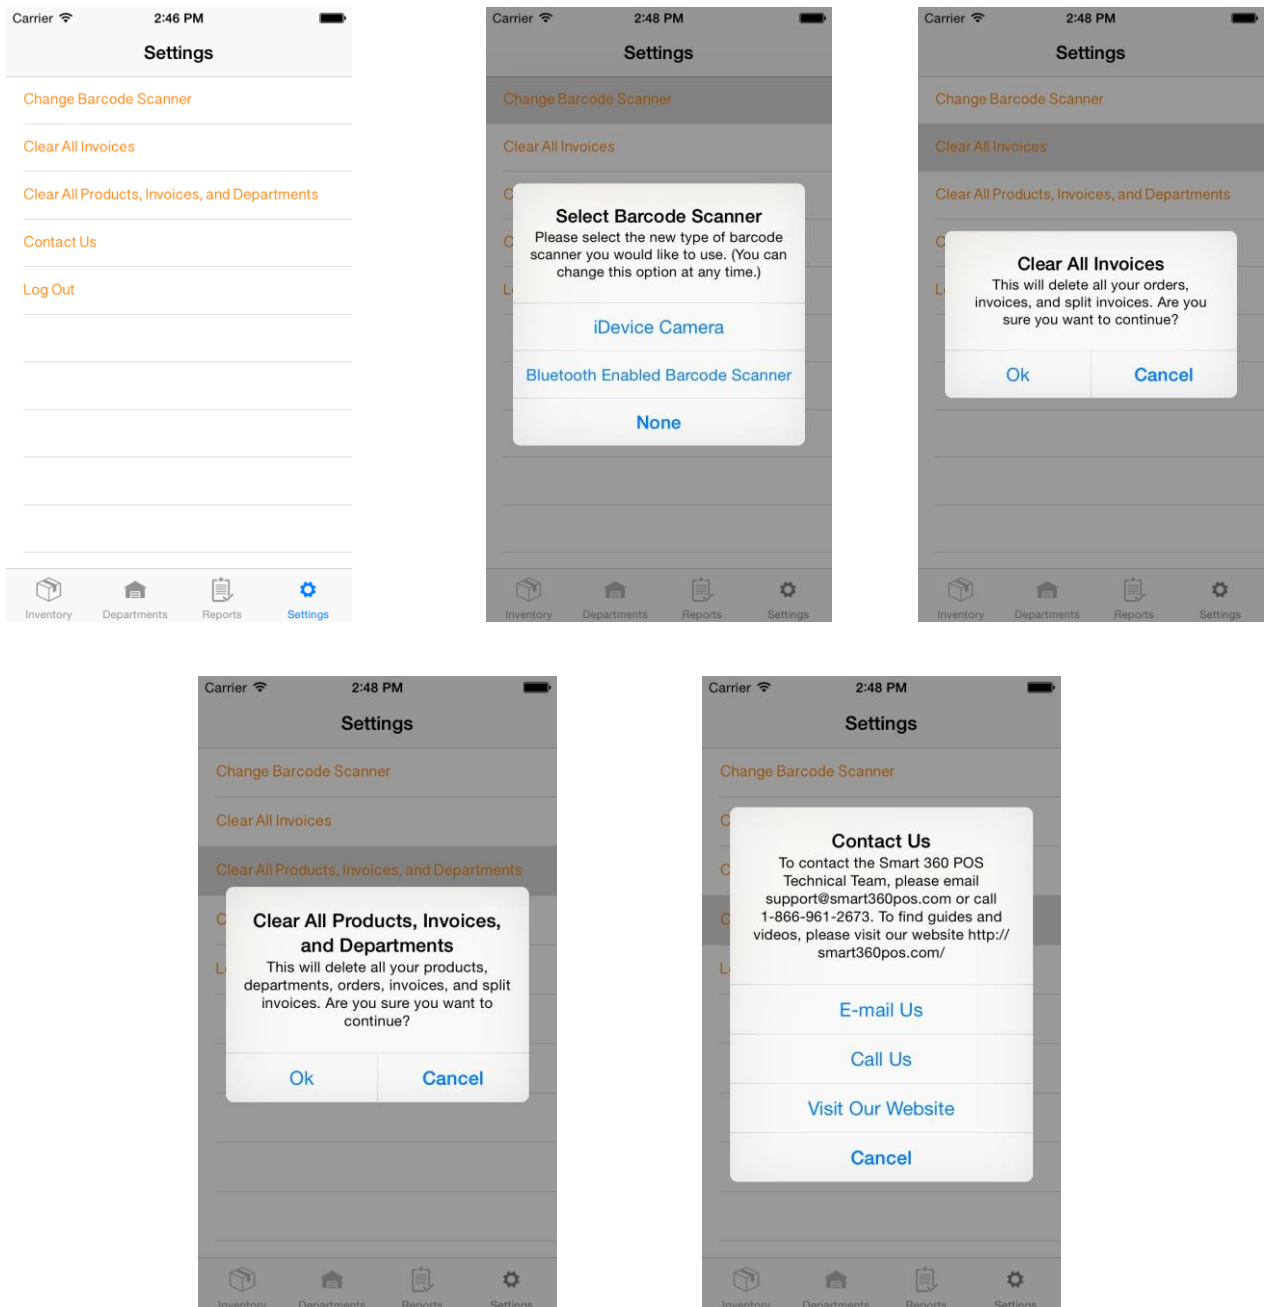 Carrier 2:46 PM
Settings
Change Barcode Scanner
Clear All Invoices
Clear All Products, Invoices, and Departments
Contact Us
Log Out
Inventory Departments Reports Settings
Carrier 2:48 PM
Settings
Change Barcode Scanner
Clear All Invoices
C
Select Barcode Scanner
Please select the new type of barcode
C
scanner you would like to use. (You can
change this option at any time.)
L
iDevice Camera
Bluetooth Enabled Barcode Scanner
None
Inventory Departments Reports Settings
Carrier 2:48 PM
Settings
Change Barcode Scanner
Clear All Invoices
Clear All Products, Invoices, and Departments
C
Clear All Invoices
This will delete all your orders,
L
invoices, and split invoices. Are you
sure you want to continue?
Ok Cancel
Inventory Departments Reports Settings
Carrier 2:48 PM
Settings
Change Barcode Scanner
Clear All Invoices
Clear All Products, Invoices, and Departments
C
Clear All Products, Invoices,
and Departments
L
This will delete all your products,
departments, orders, invoices, and split
invoices. Are you sure you want to
continue?
Ok Cancel
Inventory Departments Reports Settings
Carrier 2:48 PM
Settings
Change Barcode Scanner
C
Contact Us
To contact the Smart 360 POS
C
Technical Team, please email
support@smart360pos.com or call
C
1-866-961-2673. To find guides and
videos, please visit our website http://
smart360pos.com/
L
E-mail Us
Call Us
Visit Our Website
Cancel
Inventory Departments Reports Settings